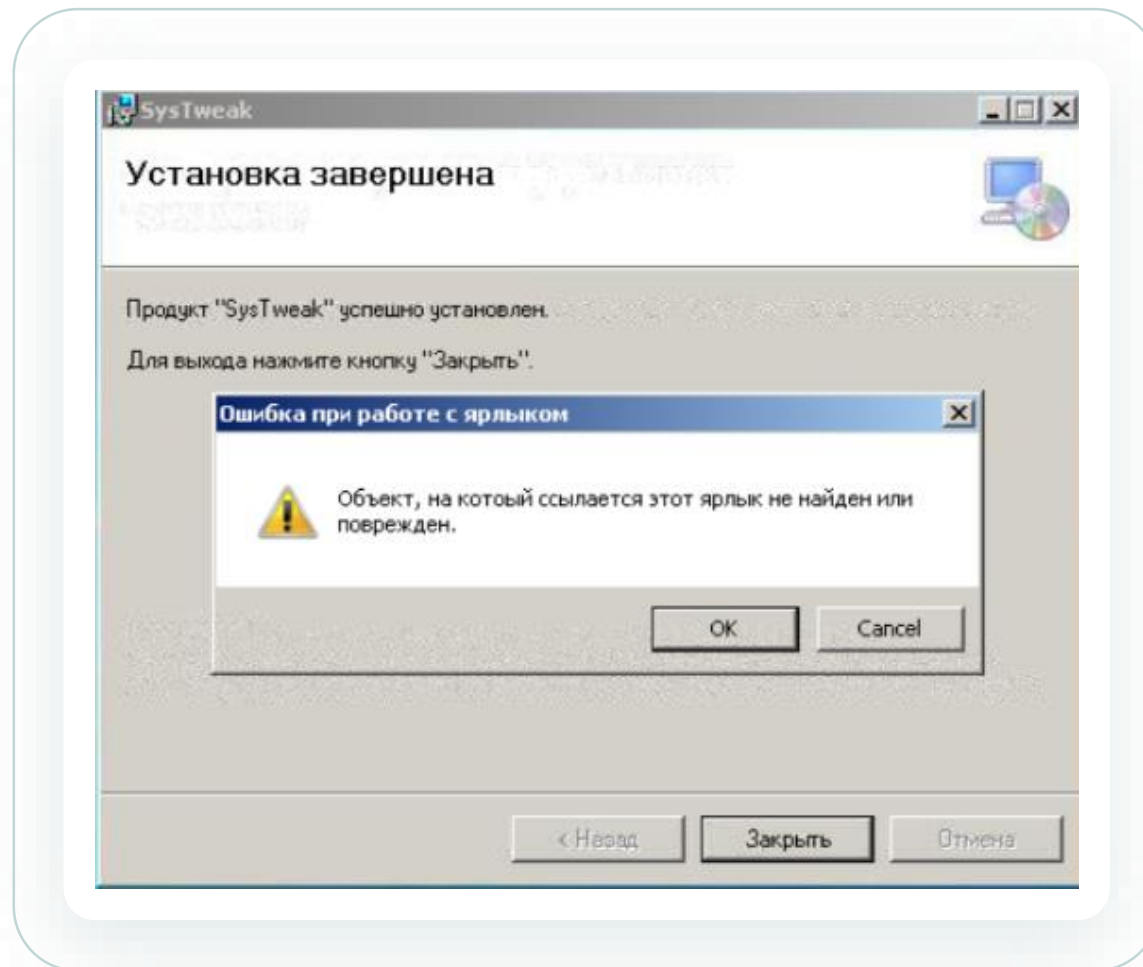 SysTweak
Установка завершена
Продукт "SysTweak" успешно установлен.
Для выхода нажмите кнопку "Закрыть".
Ошибка при работе с ярлыком
Объект, на котоый ссылается этот ярлык не найден или
поврежден.
OK Cancel
< Назад Закрыть Отмена